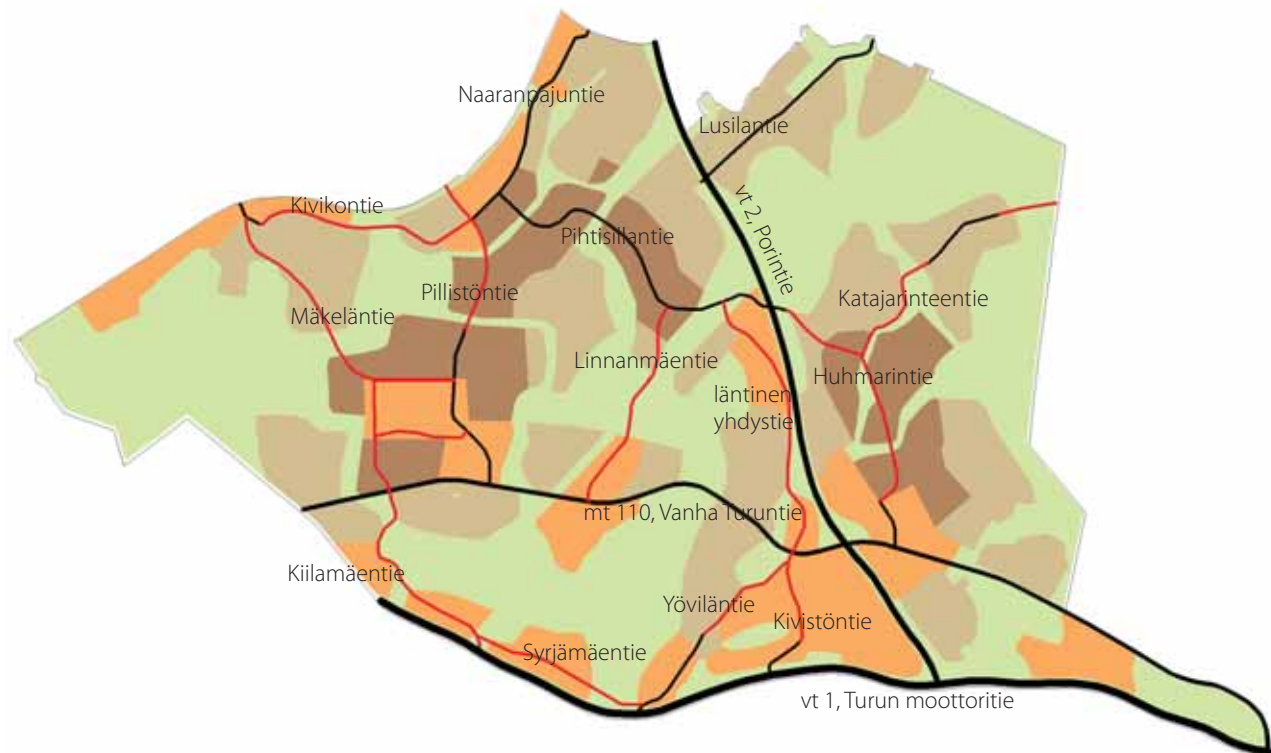 Naaranpajuntie
Lusilantie
Kivikontie
vt 2, Porintie
Pihtisillantie
Pillistöntie
Katajarinteentie
Mäkeläntie
Linnanmäentie
Huhmarintie
läntinen
yhdystie
mt 110, Vanha Turuntie
Kiilamäentie
Yöviläntie
Kivistöntie
Syrjämäentie
vt 1, Turun moottoritie